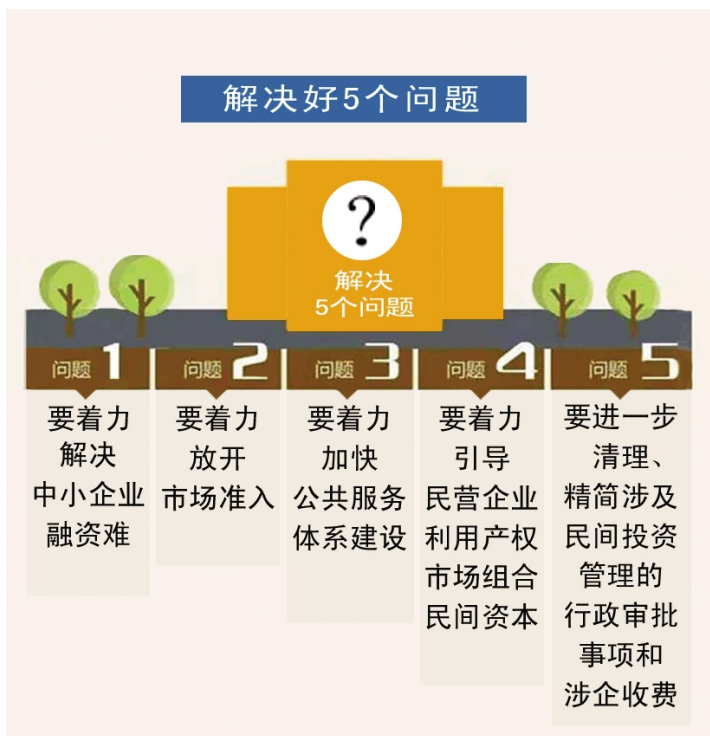 解决好5个问题
?
解决
5个问题
问题1
要着力
解决
中小企业
融资难
问题2
要着力
放开
市场准入
问题3
要着力
加快
公共服务
体系建设
问题4
要着力
引导
民营企业
利用产权
市场组合
民间资本
问题5
要进一步
清理、
精简涉及
民间投资
管理的
行政审批
事项和
涉企收费